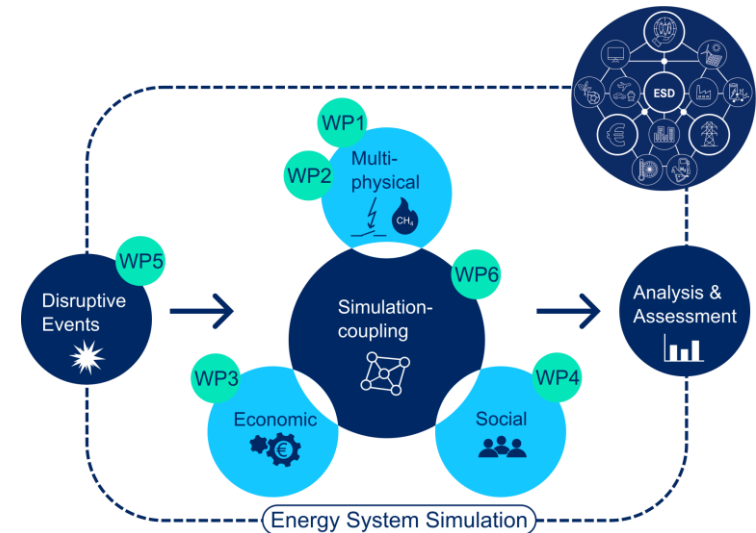 ESD
€
WP1
WP2
Multi-
physical
CH₄
WP5
Disruptive
Events
WP6
Simulation-
coupling
Analysis &
Assessment
WP3
Economic
€
WP4
Social
Energy System Simulation